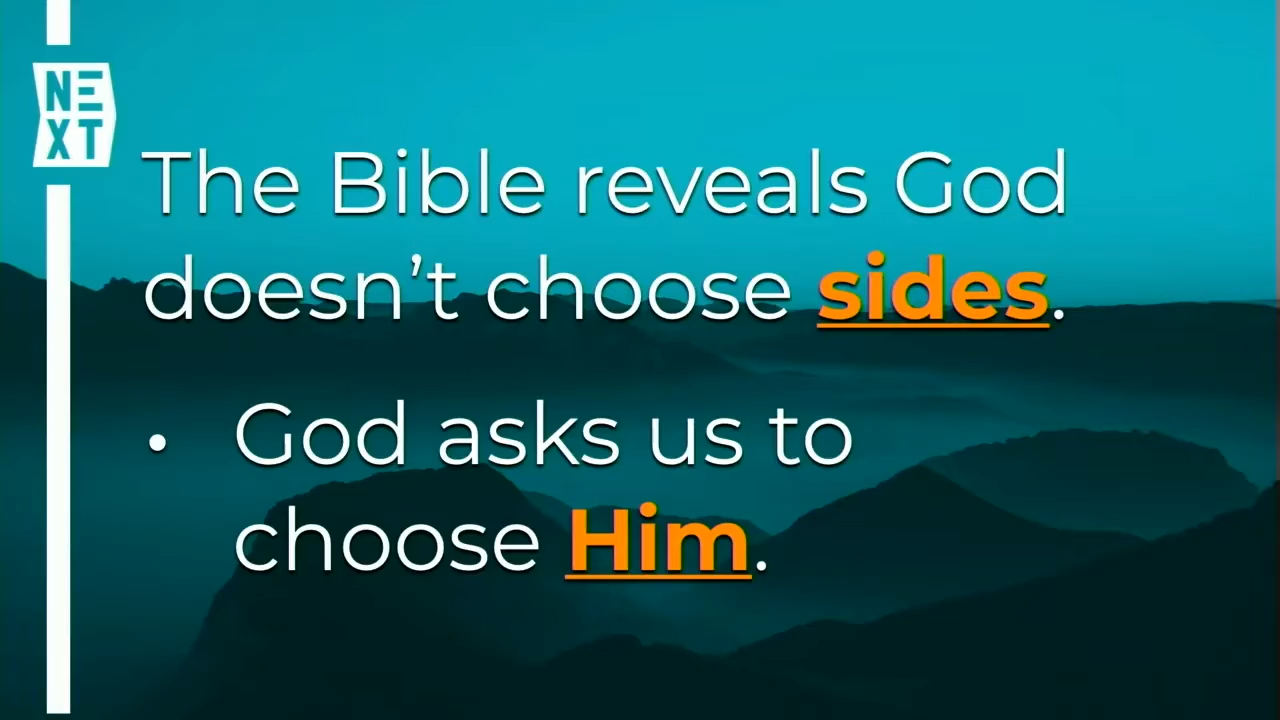 NE
XT
The Bible reveals God
doesn’t choose sides.
• God asks us to
choose Him.